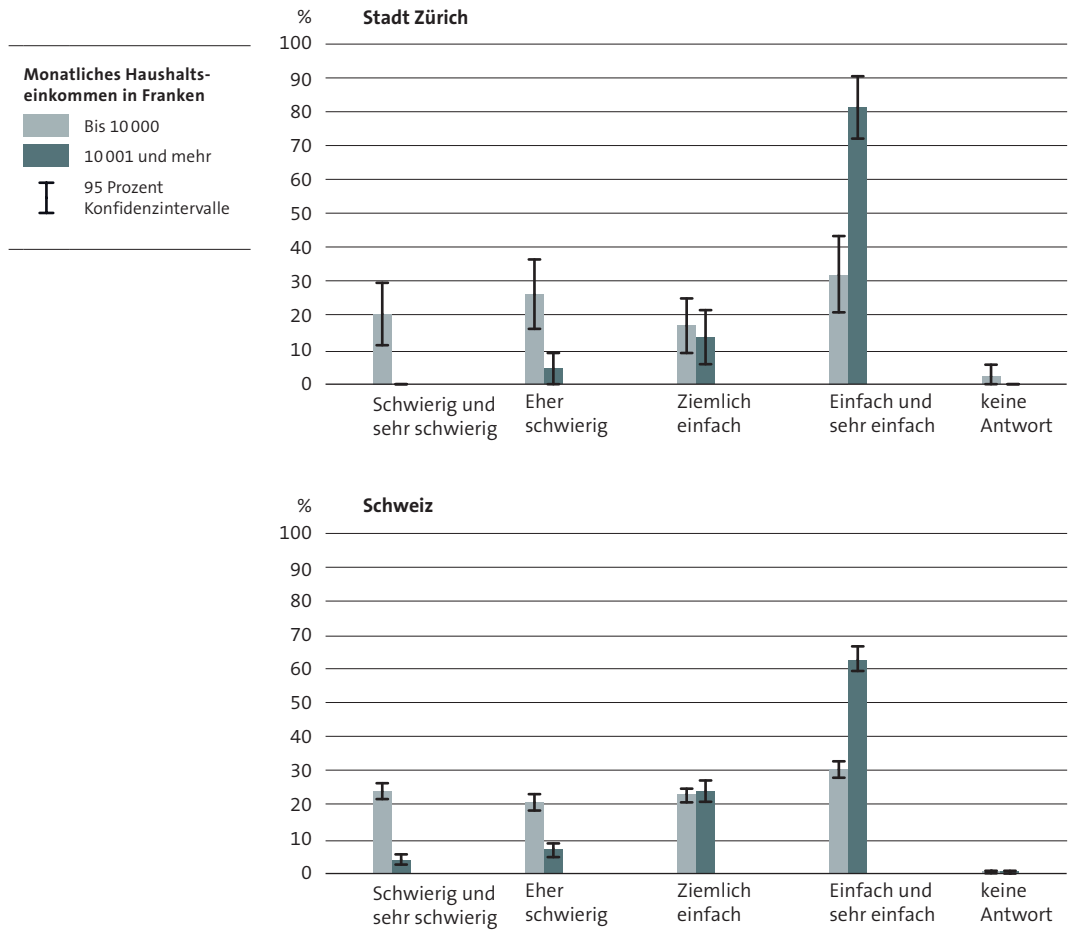 Monatliches Haushalts-
einkommen in Franken
Bis 10 000
10 001 und mehr
95 Prozent
Konfidenzintervalle
% Stadt Zürich
100
90
80
70
60
50
40
30
20
10
0
Schwierig und
sehr schwierig
Eher
schwierig
Ziemlich
einfach
Einfach und
sehr einfach
keine
Antwort
% Schweiz
100
90
80
70
60
50
40
30
20
10
0
Schwierig und
sehr schwierig
Eher
schwierig
Ziemlich
einfach
Einfach und
sehr einfach
keine
Antwort